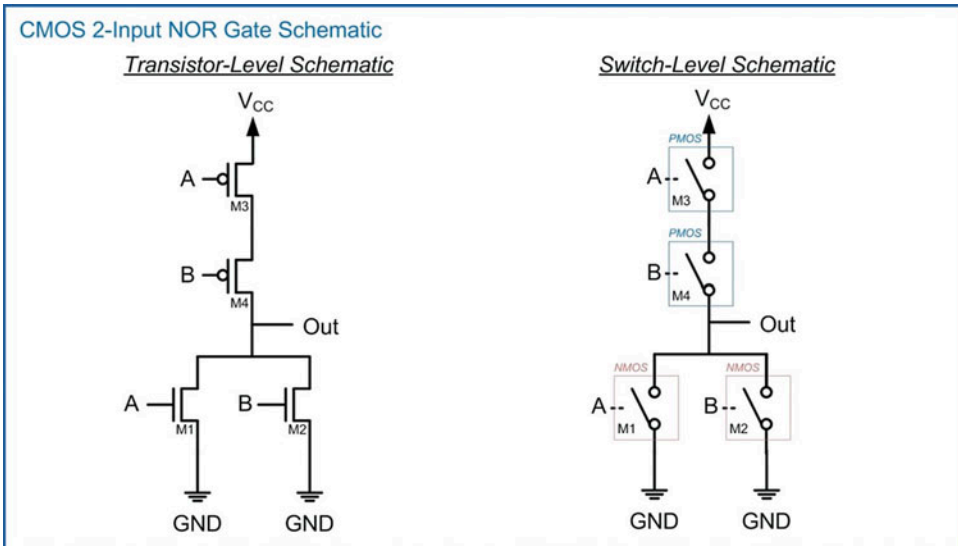 CMOS 2-Input NOR Gate Schematic
Transistor-Level Schematic
VCC
A
M3
B
M4
Out
A
M1
B
M2
GND
GND
Switch-Level Schematic
VCC
PMOS
A
M3
PMOS
B
M4
Out
NMOS
A
M1
NMOS
B
M2
GND
GND